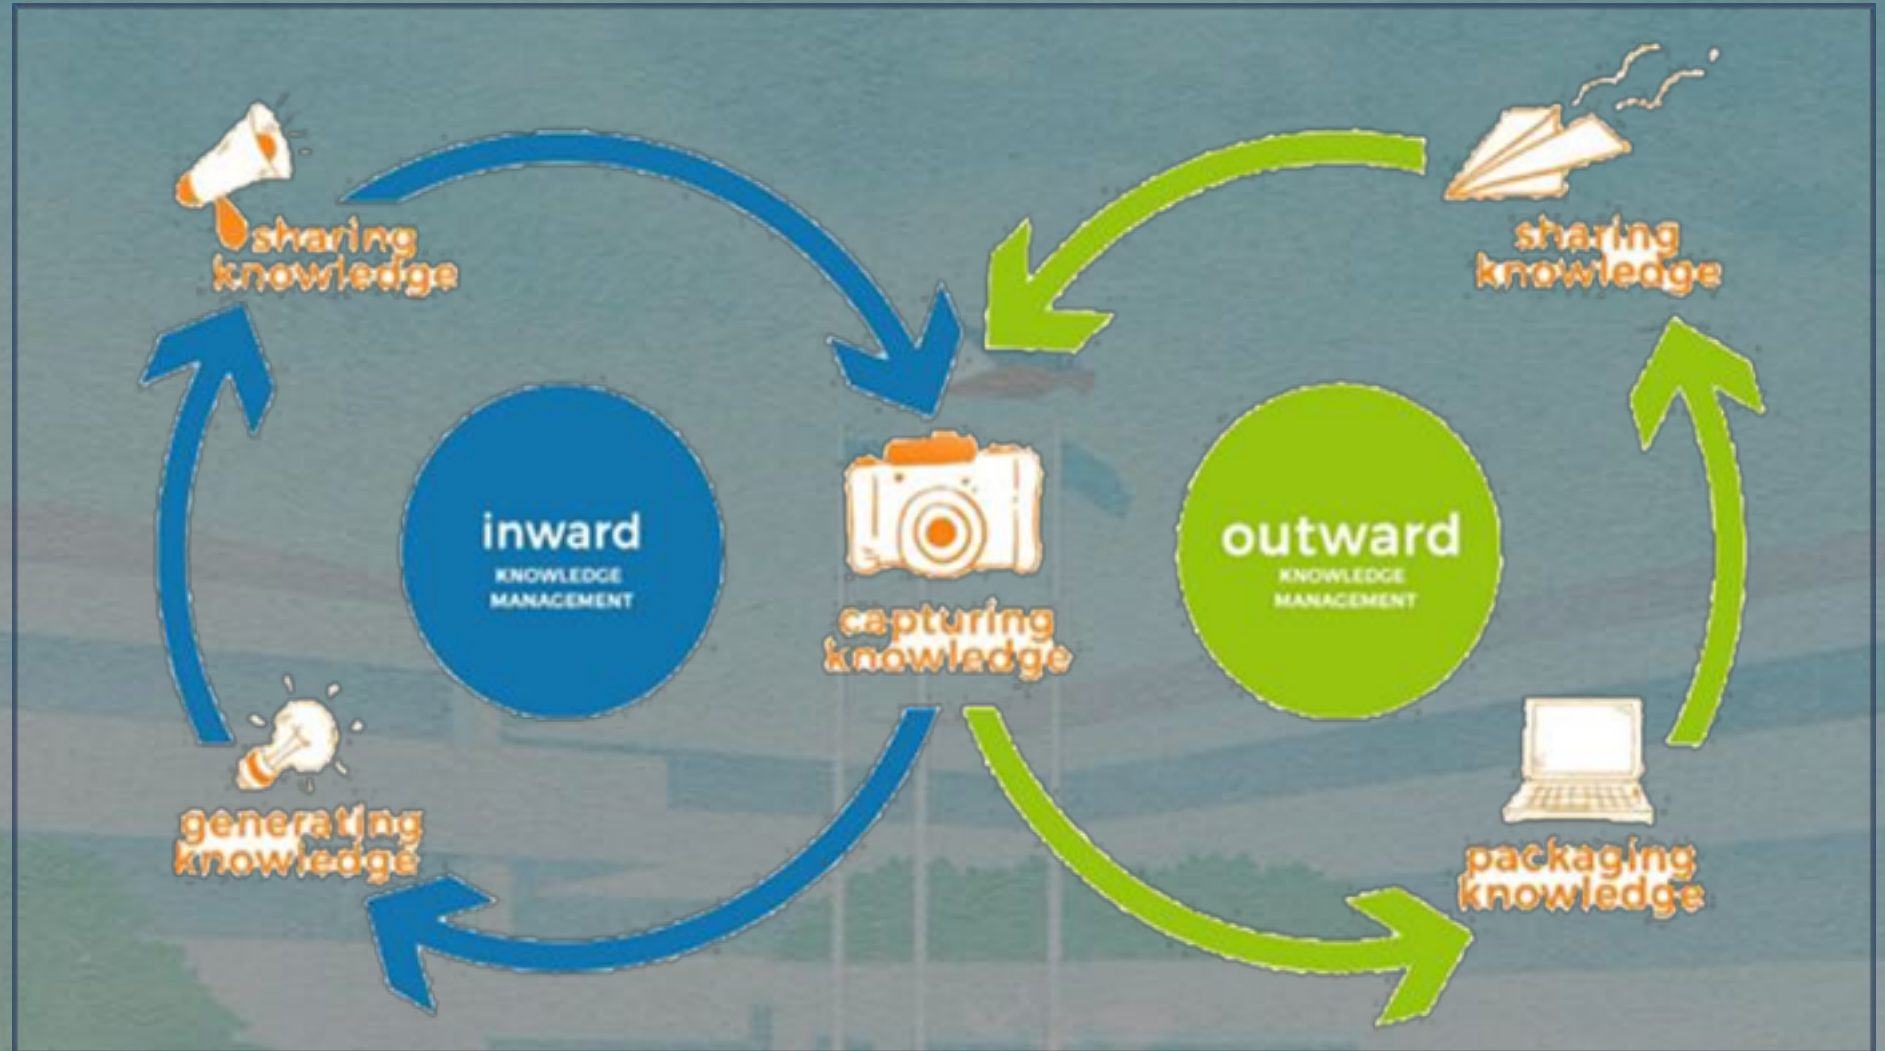 sharing
knowledge
sharing
knowledge
inward
KNOWLEDGE
MANAGEMENT
outward
KNOWLEDGE
MANAGEMENT
capturing
knowledge
generating
knowledge
packaging
knowledge